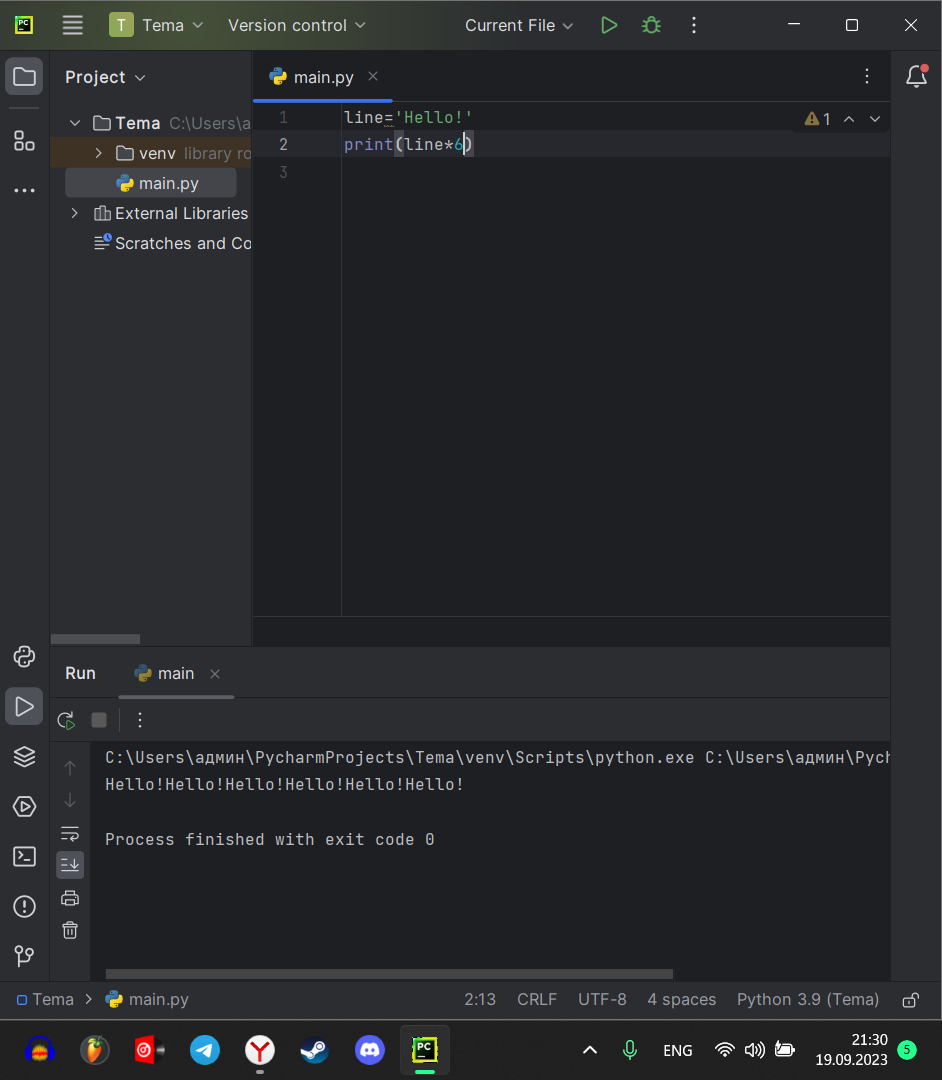 T Tema Version control Current File
Project
main.py
Tema C:\Users\a
venv library ro
main.py
External Libraries
Scratches and Co
1 line='Hello!'
2 print(line*6)
3
1
Run main
C:\Users\админ\PycharmProjects\Tema\venv\Scripts\python.exe C:\Users\админ\Pych
Hello!Hello!Hello!Hello!Hello!Hello!
Process finished with exit code 0
Tema main.py 2:13 CRLF UTF-8 4 spaces Python 3.9 (Tema)
PC
ENG
21:30
19.09.2023
5